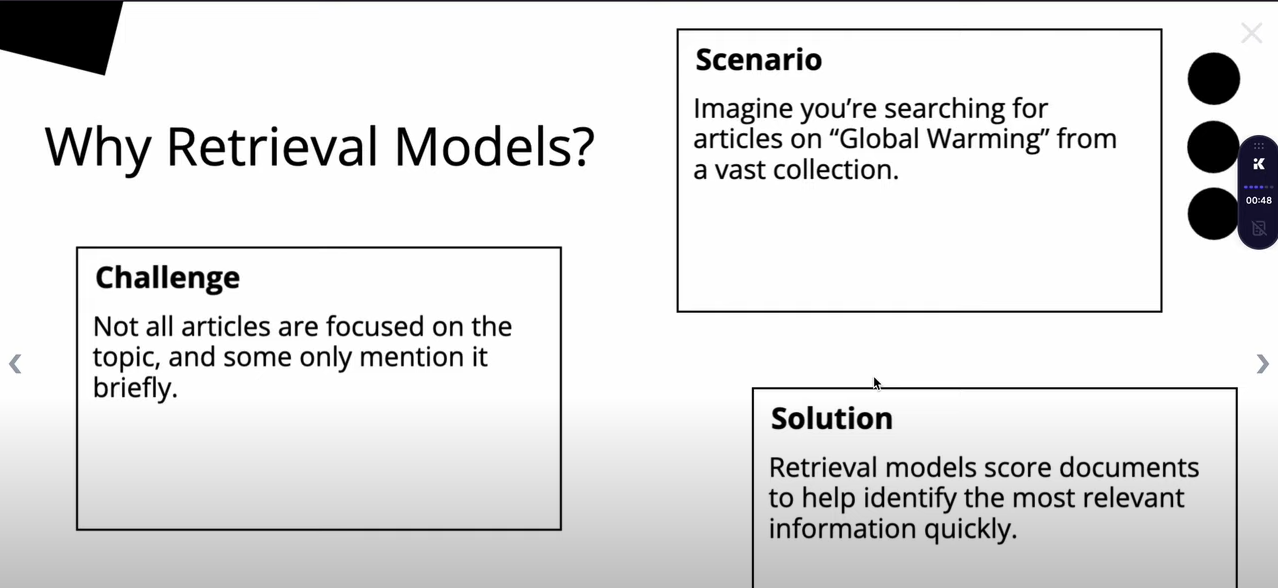 Why Retrieval Models?
Scenario
Imagine you’re searching for
articles on “Global Warming” from
a vast collection.
00:48
Challenge
Not all articles are focused on the
topic, and some only mention it
briefly.
Solution
Retrieval models score documents
to help identify the most relevant
information quickly.